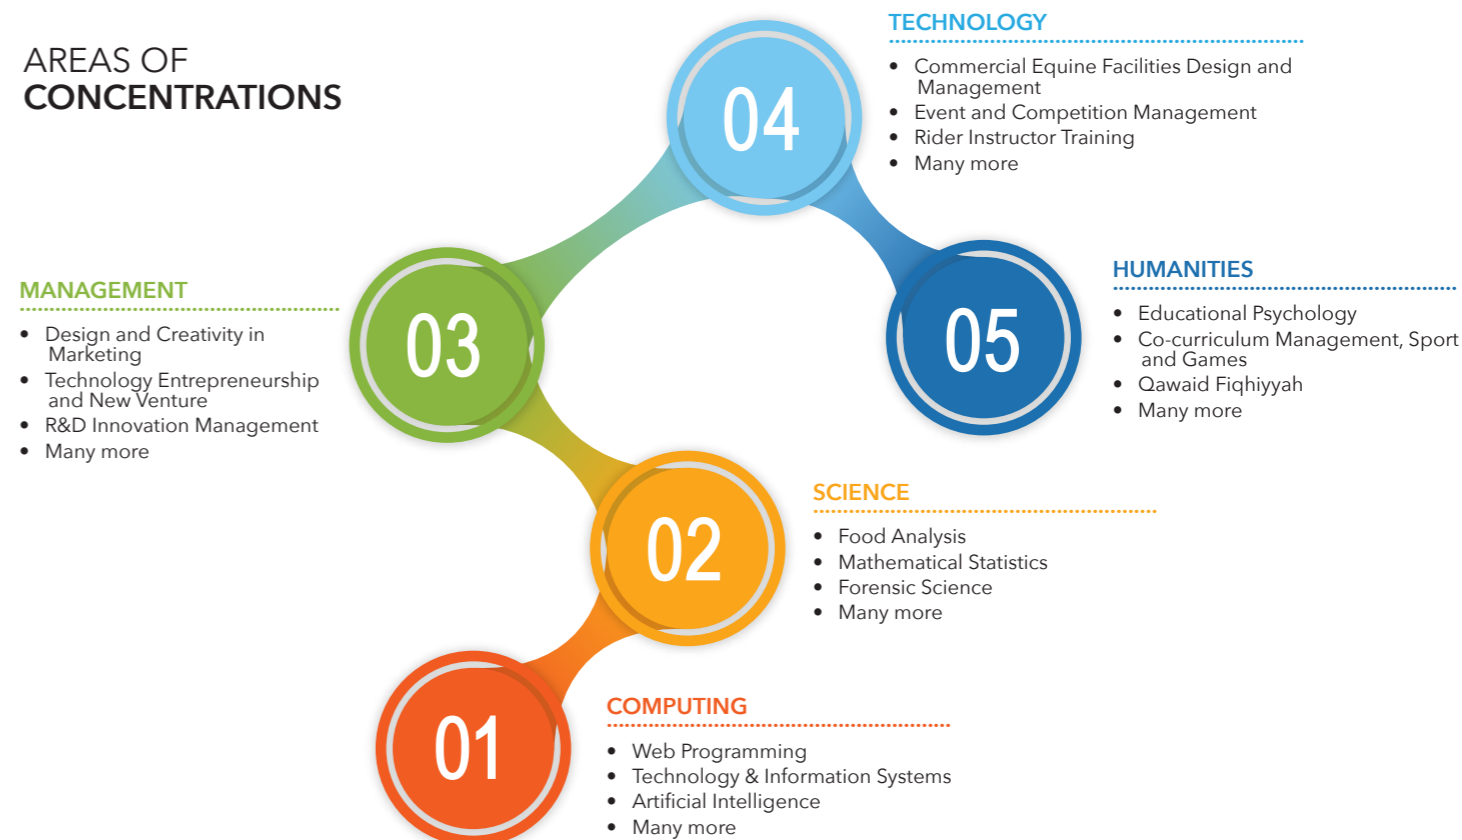 AREAS OF
CONCENTRATIONS
04
TECHNOLOGY
• Commercial Equine Facilities Design and
Management
• Event and Competition Management
• Rider Instructor Training
• Many more
05
HUMANITIES
• Educational Psychology
• Co-curriculum Management, Sport
and Games
• Qawaid Fiqhiyyah
• Many more
03
MANAGEMENT
• Design and Creativity in
Marketing
• Technology Entrepreneurship
and New Venture
• R&D Innovation Management
• Many more
02
SCIENCE
• Food Analysis
• Mathematical Statistics
• Forensic Science
• Many more
01
COMPUTING
• Web Programming
• Technology & Information Systems
• Artificial Intelligence
• Many more